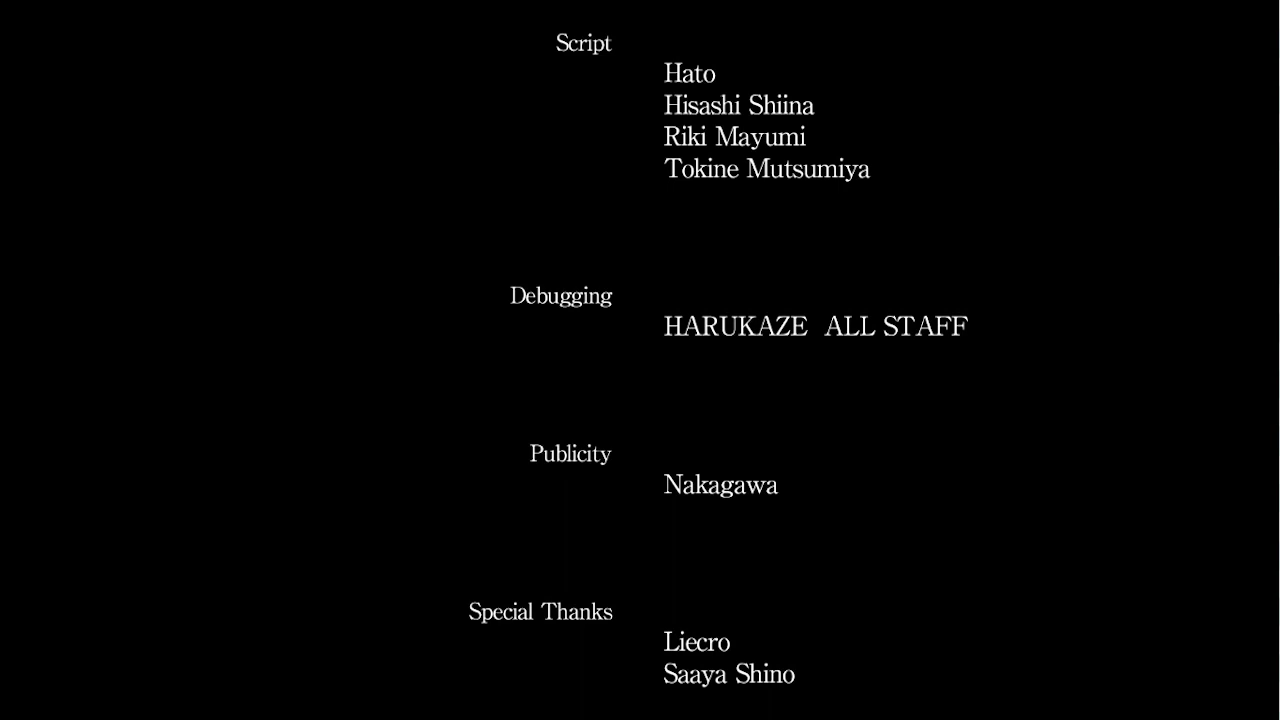 Script
Hato
Hisashi Shiina
Riki Mayumi
Tokine Mutsumiya
Debugging
HARUKAZE ALL STAFF
Publicity
Nakagawa
Special Thanks
Liecro
Saaya Shino